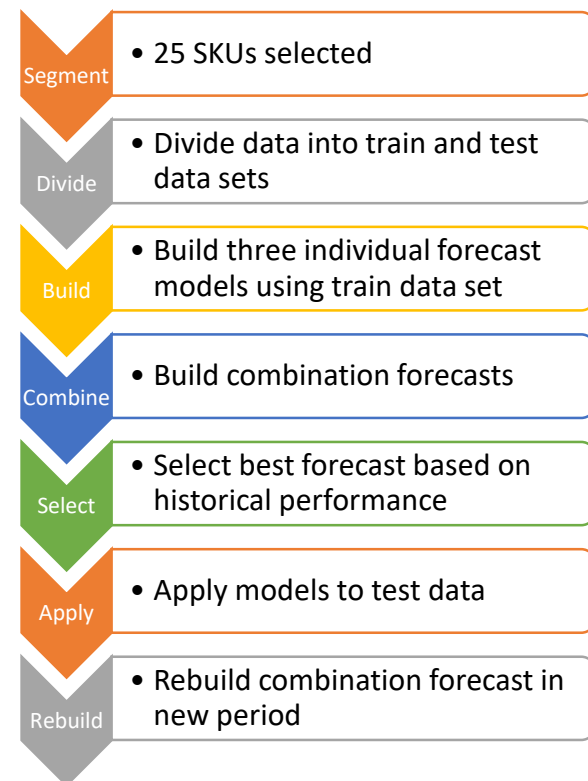 Segment
• 25 SKUs selected
Divide
• Divide data into train and test
data sets
Build
• Build three individual forecast
models using train data set
Combine
• Build combination forecasts
Select
• Select best forecast based on
historical performance
Apply
• Apply models to test data
Rebuild
• Rebuild combination forecast in
new period